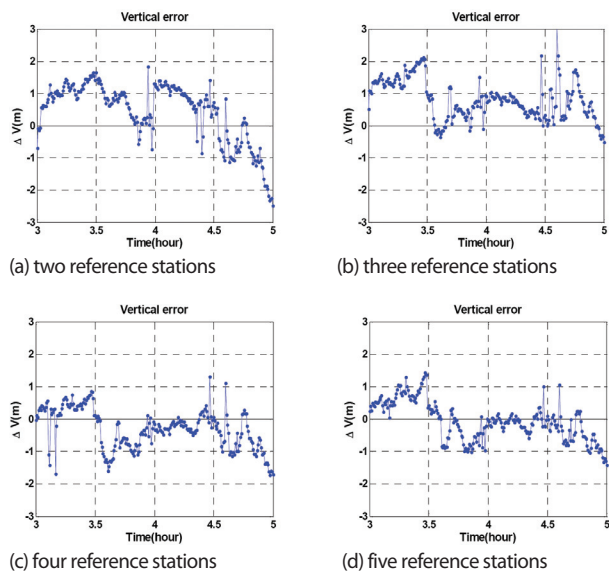 Vertical error
3
2
1
0
-1
-2
-3
Δ V(m)
3 3.5 4 4.5 5
Time(hour)
(a) two reference stations
Vertical error
3
2
1
0
-1
-2
-3
Δ V(m)
3 3.5 4 4.5 5
Time(hour)
(b) three reference stations
Vertical error
3
2
1
0
-1
-2
-3
Δ V(m)
3 3.5 4 4.5 5
Time(hour)
(c) four reference stations
Vertical error
3
2
1
0
-1
-2
-3
Δ V(m)
3 3.5 4 4.5 5
Time(hour)
(d) five reference stations